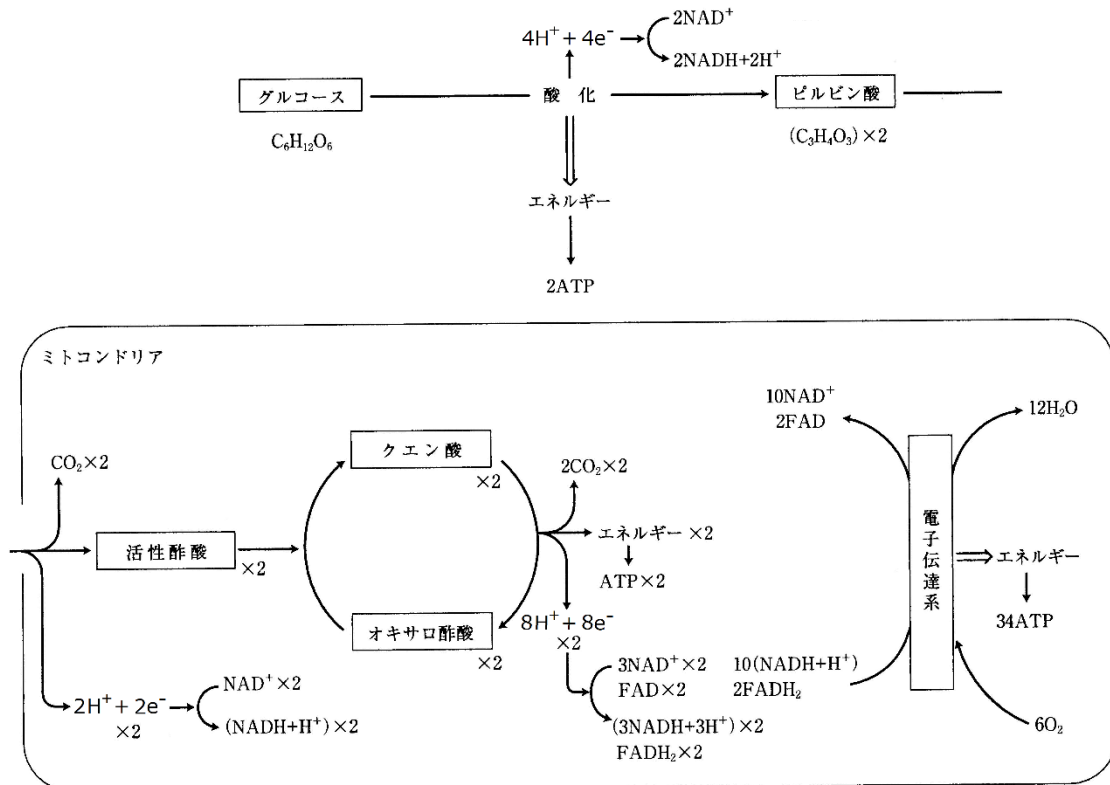 2NAD⁺
4H⁺ + 4e⁻
2NADH+2H⁺
グルコース
酸 化
ピルビン酸
C₆H₁₂O₆
(C₃H₄O₃)×2
エネルギー
2ATP
ミトコンドリア
10NAD⁺
2FAD
12H₂O
CO₂×2
クエン酸
×2
2CO₂×2
活性酢酸
×2
エネルギー ×2
ATP×2
電子伝達系
エネルギー
34ATP
オキサロ酢酸
×2
8H⁺ + 8e⁻
×2
3NAD⁺×2
FAD×2
10(NADH+H⁺)
2FADH₂
NAD⁺×2
2H⁺ + 2e⁻
×2
(NADH+H⁺)×2
(3NADH+3H⁺)×2
FADH₂×2
6O₂